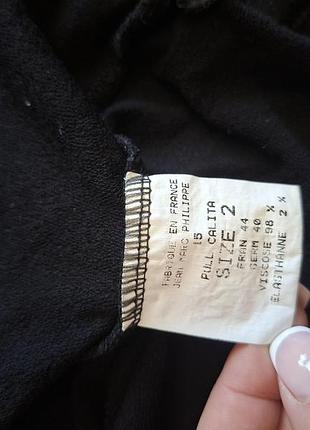 FABRIQUE EN FRANCE
JEAN MARC PHILIPPE
15
PULL CALITA
SIZE 2
FRAN 44
GERM 40
VISCOSE 98 %
ELASTHANNE 2 %